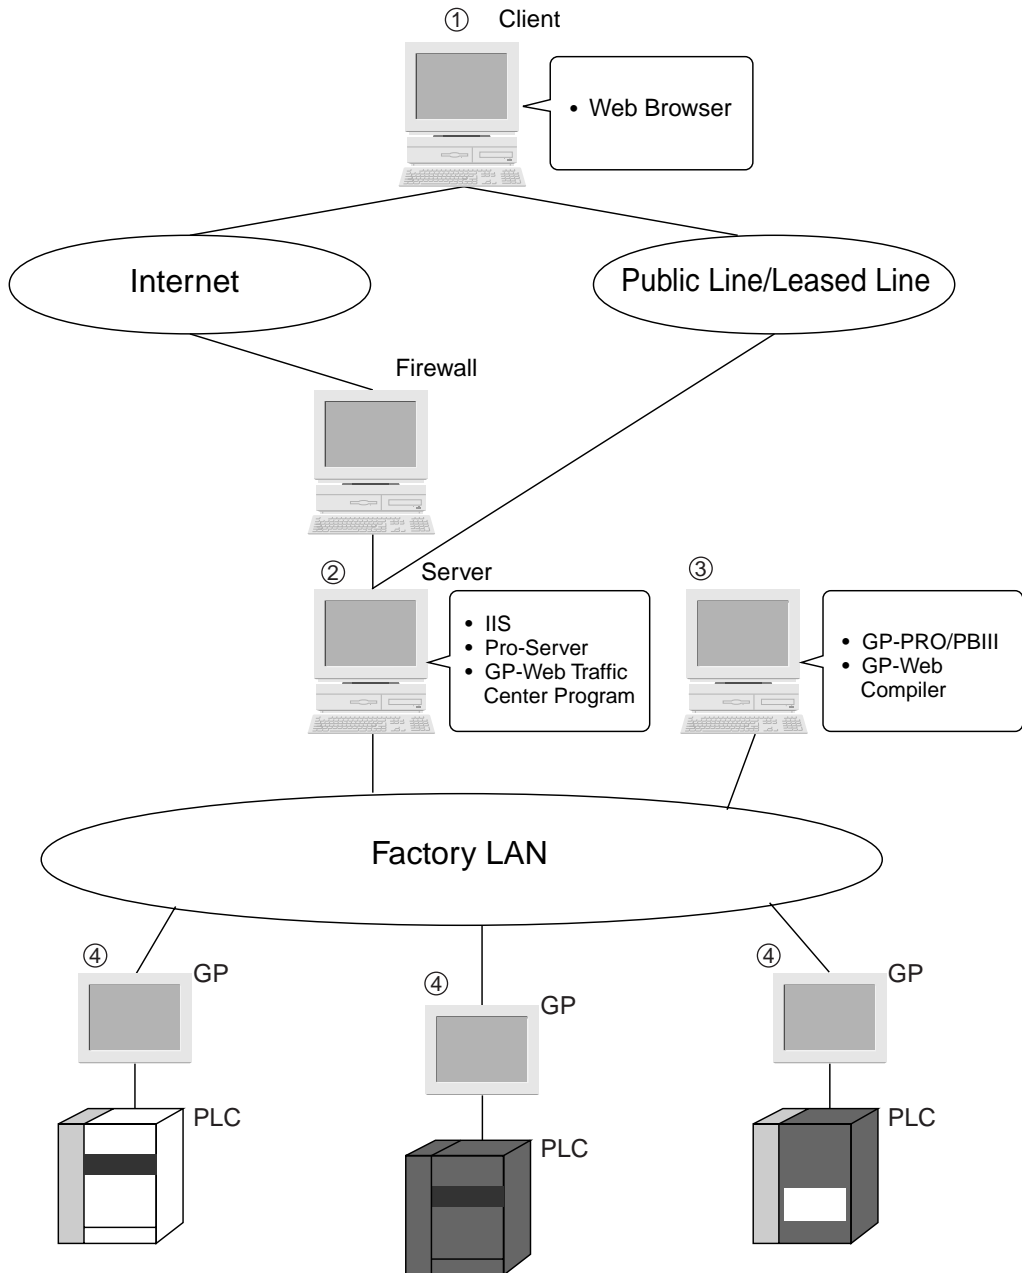 ① Client
• Web Browser
Internet
Public Line/Leased Line
Firewall
② Server
• IIS
• Pro-Server
• GP-Web Traffic
Center Program
③
• GP-PRO/PBIII
• GP-Web
Compiler
Factory LAN
④ GP
④ GP
④ GP
PLC
PLC
PLC